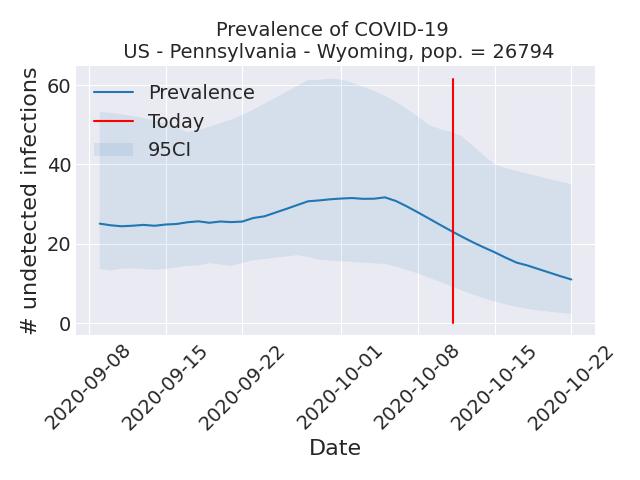 Prevalence of COVID-19
US - Pennsylvania - Wyoming, pop. = 26794
# undetected infections
60
40
20
0
Prevalence
Today
95CI
2020-09-08
2020-09-15
2020-09-22
2020-10-01
2020-10-08
2020-10-15
2020-10-22
Date